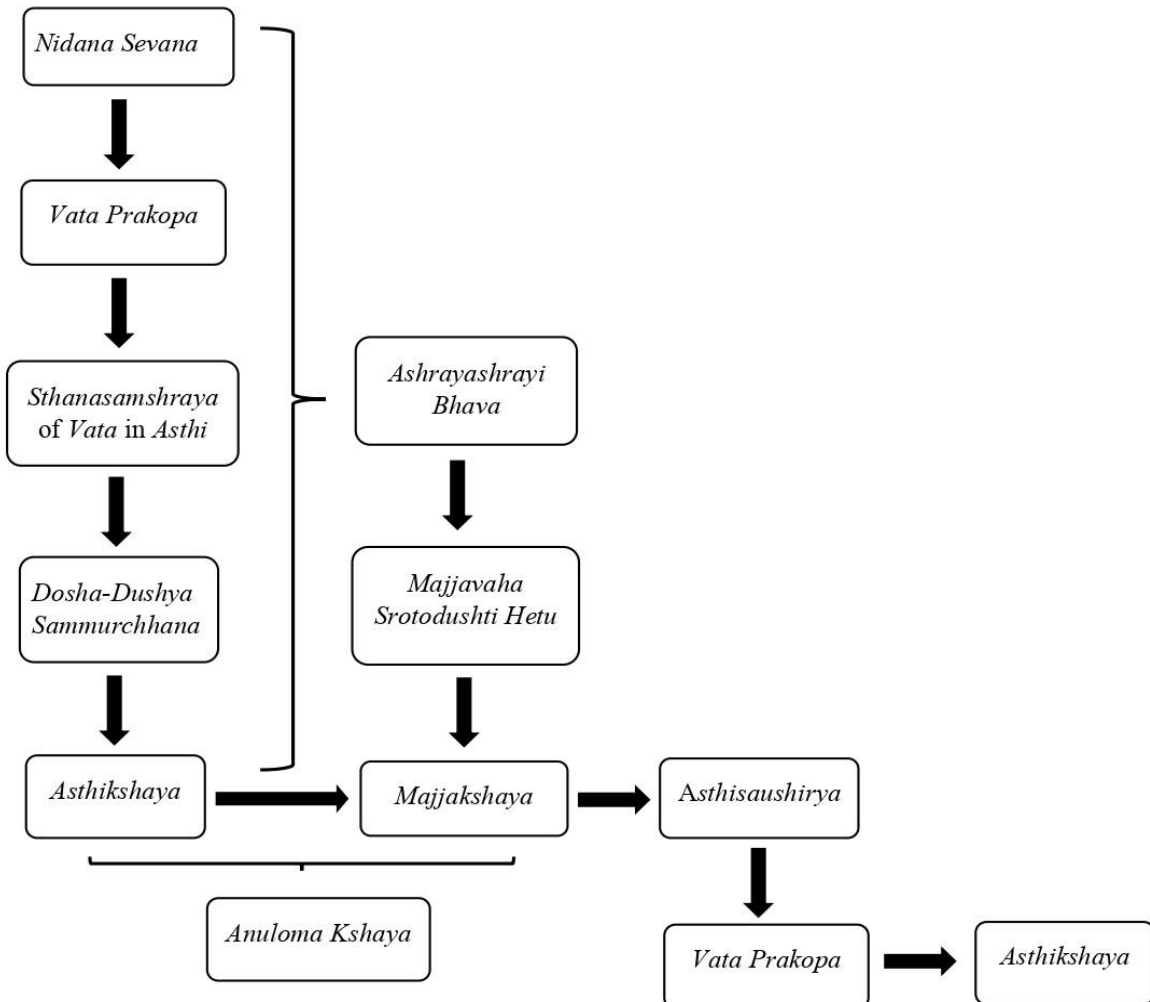 Nidana Sevana
Vata Prakopa
Sthanasamshraya
of Vata in Asthi
Dosha-Dushya
Sammurchhana
Asthikshaya
Ashrayashrayi
Bhava
Majjavaha
Srotodushti Hetu
Majjakshaya
Anuloma Kshaya
Asthisaushirya
Vata Prakopa
Asthikshaya